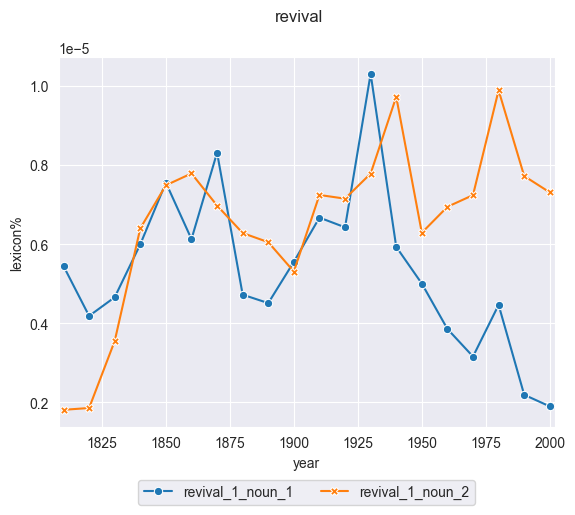 revival
1e−5
1.0
0.8
0.6
0.4
0.2
lexicon%
1825 1850 1875 1900 1925 1950 1975 2000
year
revival_1_noun_1 revival_1_noun_2